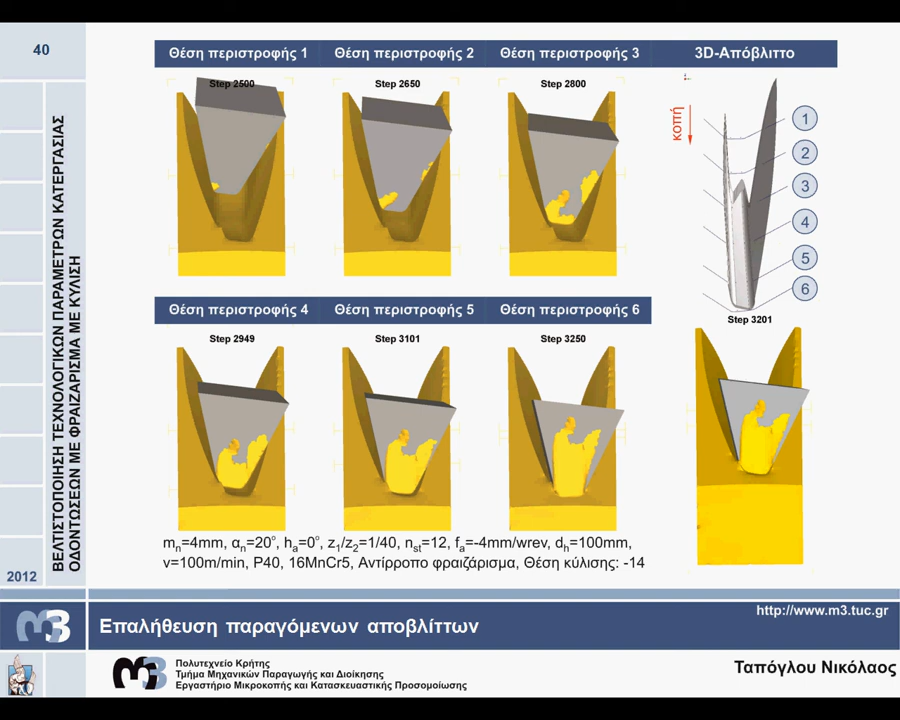 40
ΒΕΛΤΙΣΤΟΠΟΙΗΣΗ ΤΕΧΝΟΛΟΓΙΚΩΝ ΠΑΡΑΜΕΤΡΩΝ ΚΑΤΕΡΓΑΣΙΑΣ
ΟΔΟΝΤΩΣΕΩΝ ΜΕ ΦΡΑΙΖΑΡΙΣΜΑ ΜΕ ΚΥΛΙΣΗ
2012
Θέση περιστροφής 1 Θέση περιστροφής 2 Θέση περιστροφής 3 3D-Απόβλιττο
Step 2500 Step 2650 Step 2800
κοπή
1
2
3
4
5
6
Θέση περιστροφής 4 Θέση περιστροφής 5 Θέση περιστροφής 6
Step 3201
Step 2949 Step 3101 Step 3250
mn=4mm, αn=20°, ha=0°, z1/z2=1/40, nst=12, fa=-4mm/wrev, dh=100mm,
v=100m/min, P40, 16MnCr5, Αντίρροπο φραιζάρισμα, Θέση κύλισης: -14
http://www.m3.tuc.gr
m3
Επαλήθευση παραγόμενων αποβλίττων
m3
Πολυτεχνείο Κρήτης
Τμήμα Μηχανικών Παραγωγής και Διοίκησης
Εργαστήριο Μικροκοπής και Κατασκευαστικής Προσομοίωσης
Ταπόγλου Νικόλαος